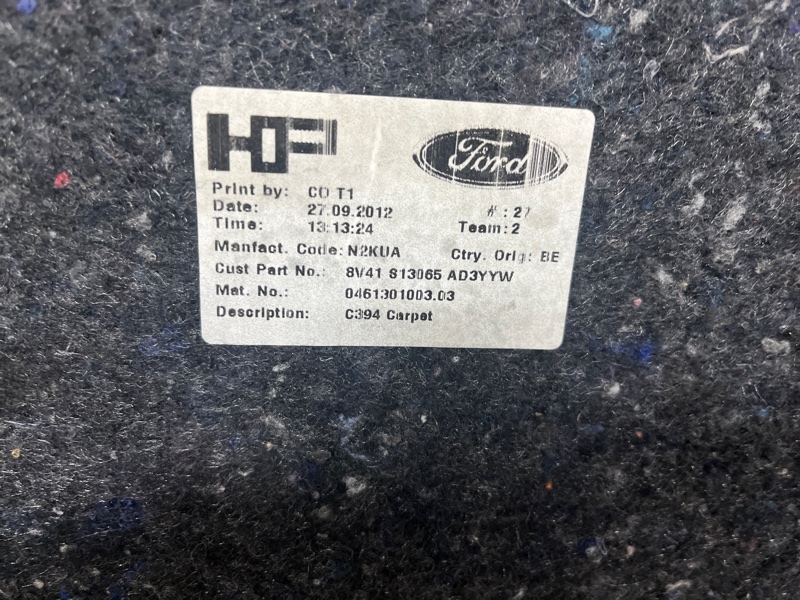 HP
Ford
Print by: CO T1
Date: 27.09.2012 : 27
Time: 13:13:24 Team: 2
Manfact. Code: N2KUA Ctry. Orig: BE
Cust Part No.: 8V41 S13065 AD3YYW
Mat. No.: 0461301003.03
Description: C394 Carpet